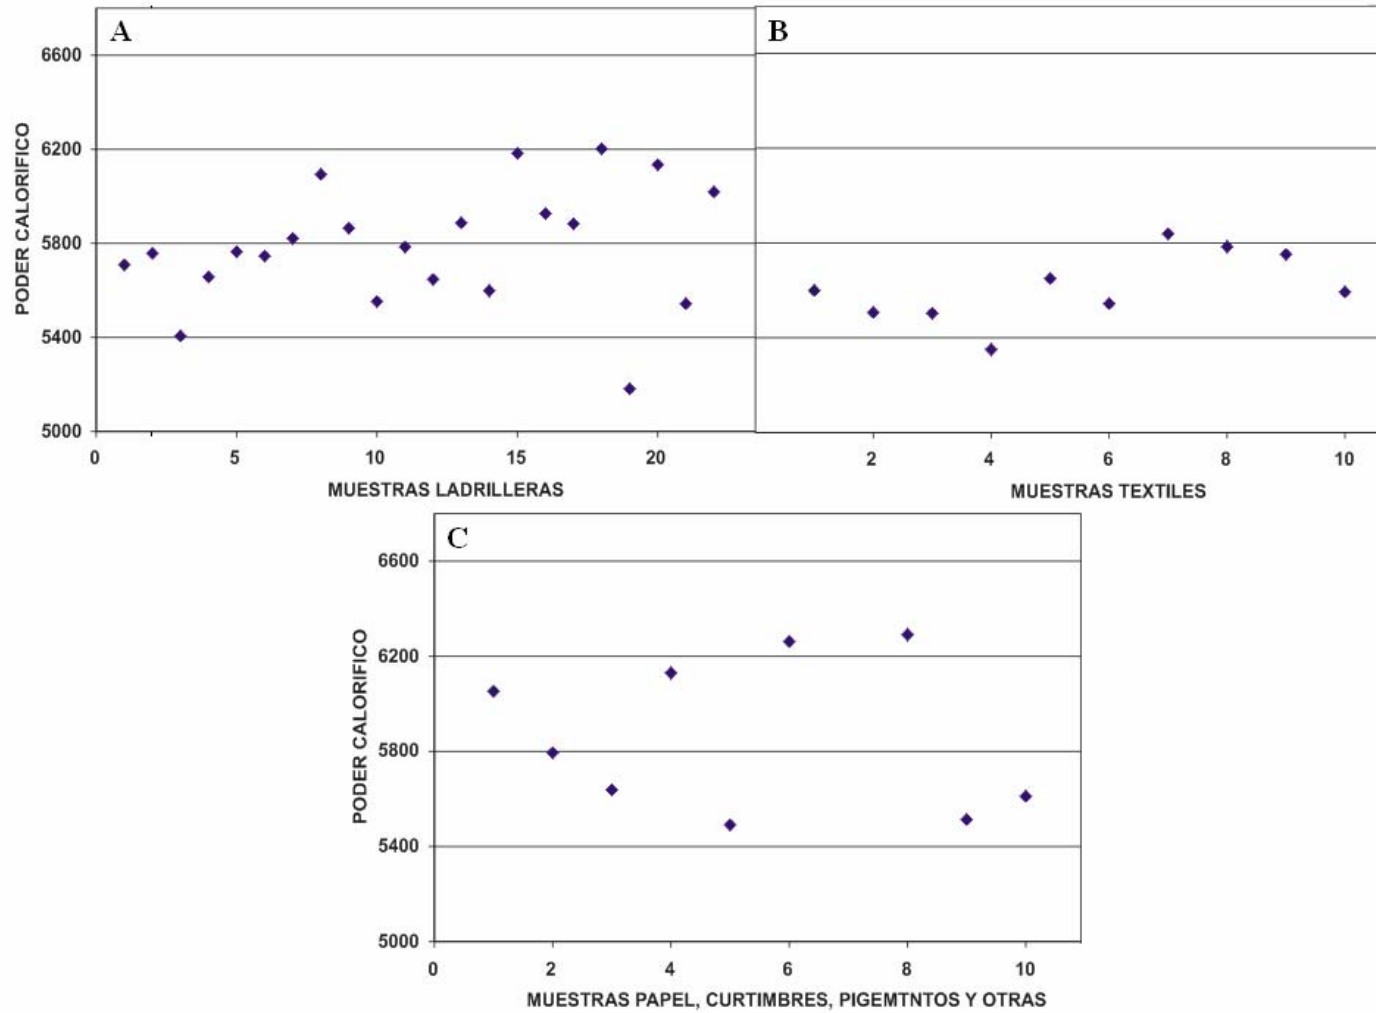 A
PODER CALORIFICO
6600
6200
5800
5400
5000
0 5 10 15 20
MUESTRAS LADRILLERAS
B
2 4 6 8 10
MUESTRAS TEXTILES
C
PODER CALORIFICO
6600
6200
5800
5400
5000
0 2 4 6 8 10
MUESTRAS PAPEL, CURTIMBRES, PIGEMTNTOS Y OTRAS